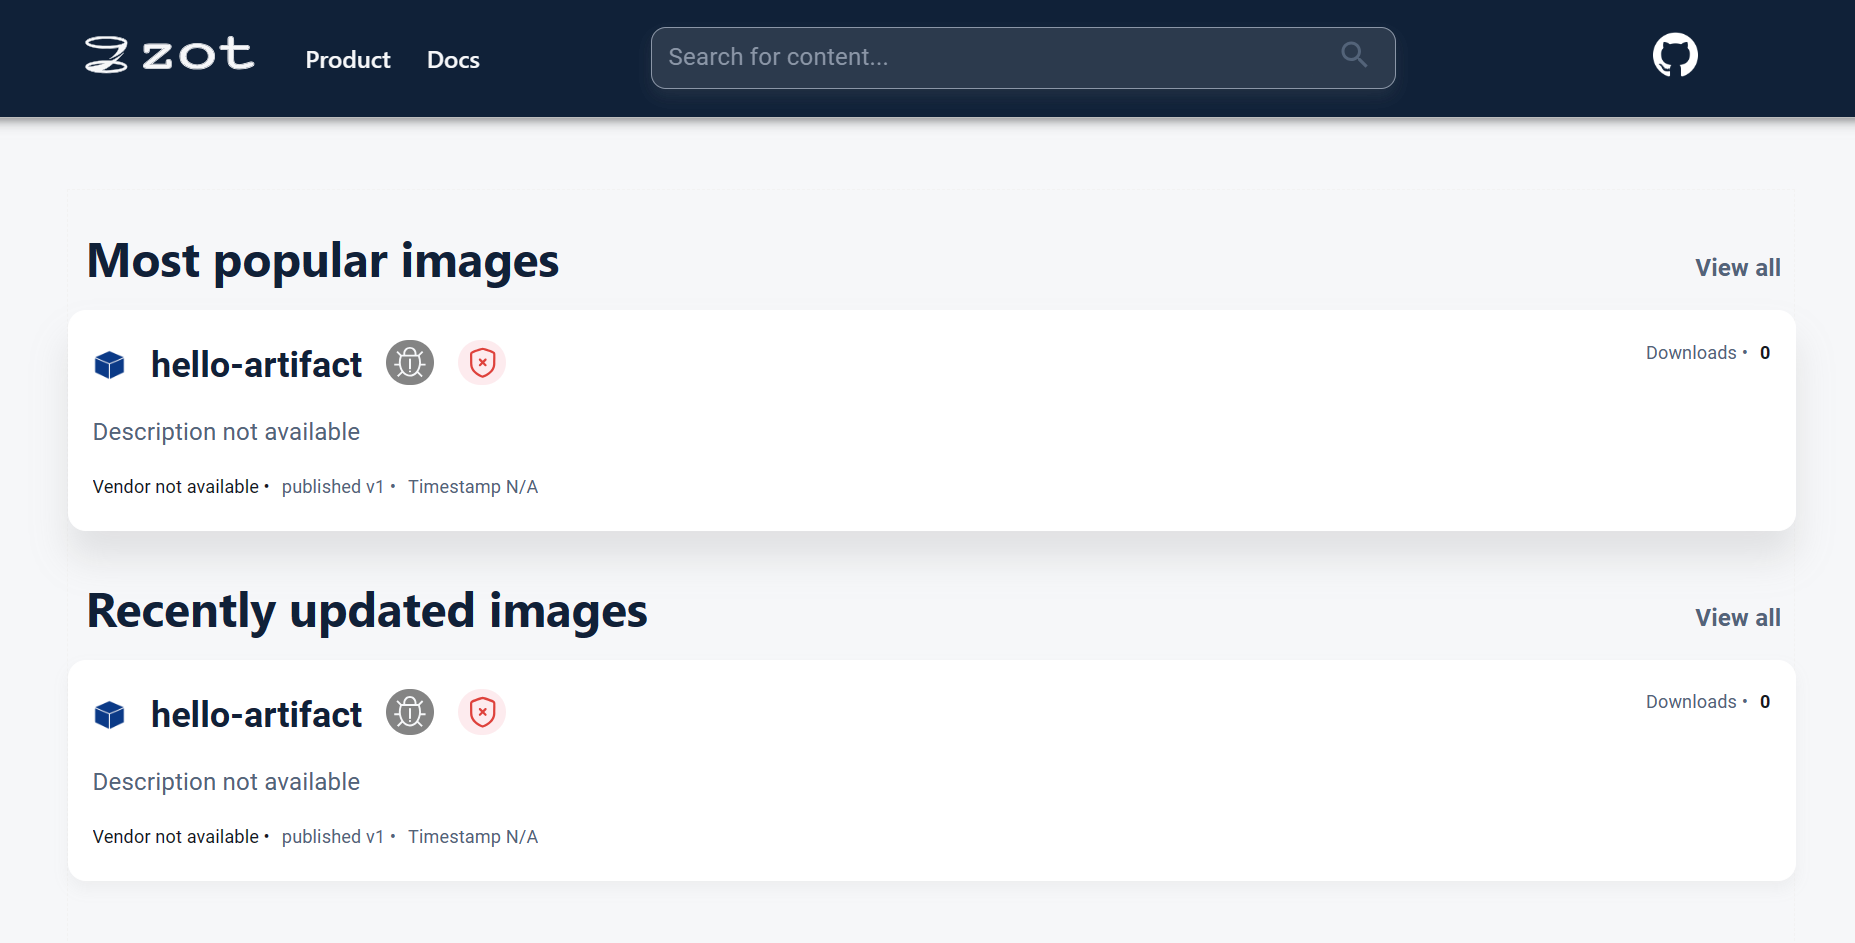 zot
Product
Docs
Search for content...
Most popular images
View all
hello-artifact
Downloads • 0
Description not available
Vendor not available • published v1 • Timestamp N/A
Recently updated images
View all
hello-artifact
Downloads • 0
Description not available
Vendor not available • published v1 • Timestamp N/A